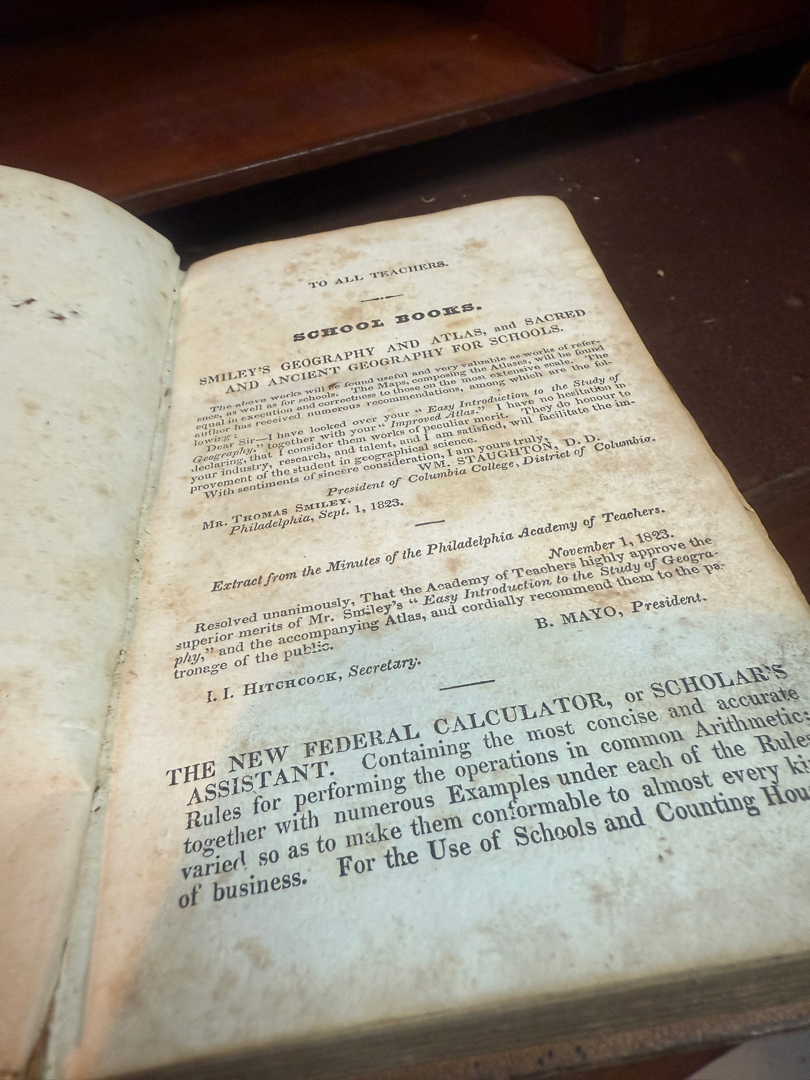 TO ALL TEACHERS.
SCHOOL BOOKS.
SMILEY'S GEOGRAPHY AND ATLAS, and SACRED
AND ANCIENT GEOGRAPHY FOR SCHOOLS.
The above works will be found useful and very valuable as works of refer-
ence, as well as for schools. The Maps, composing the Atlases, will be found
equal in execution and correctness to those on the most extensive scale. The
author has received numerous recommendations, among which are the fol-
lowing:
Dear Sir—I have looked over your "Easy Introduction to the Study of
Geography," together with your "Improved Atlas." I have no hesitation in
declaring, that I consider them works of peculiar merit. They do honour to
your industry, research, and talent, and I am satisfied, will facilitate the im-
provement of the student in geographical science.
With sentiments of sincere consideration, I am yours truly,
WM. STAUGHTON, D. D.
President of Columbia College, District of Columbia.
MR. THOMAS SMILEY.
Philadelphia, Sept. 1, 1823.
Extract from the Minutes of the Philadelphia Academy of Teachers.
November 1, 1823.
Resolved unanimously, That the Academy of Teachers highly approve the
superior merits of Mr. Smiley's "Easy Introduction to the Study of Geogra-
phy," and the accompanying Atlas, and cordially recommend them to the pa-
tronage of the public.
B. MAYO, President.
I. I. HITCHCOCK, Secretary.
THE NEW FEDERAL CALCULATOR, or SCHOLAR'S
ASSISTANT. Containing the most concise and accurate
Rules for performing the operations in common Arithmetic;
together with numerous Examples under each of the Rules
varied so as to make them conformable to almost every ki
of business. For the Use of Schools and Counting Hou